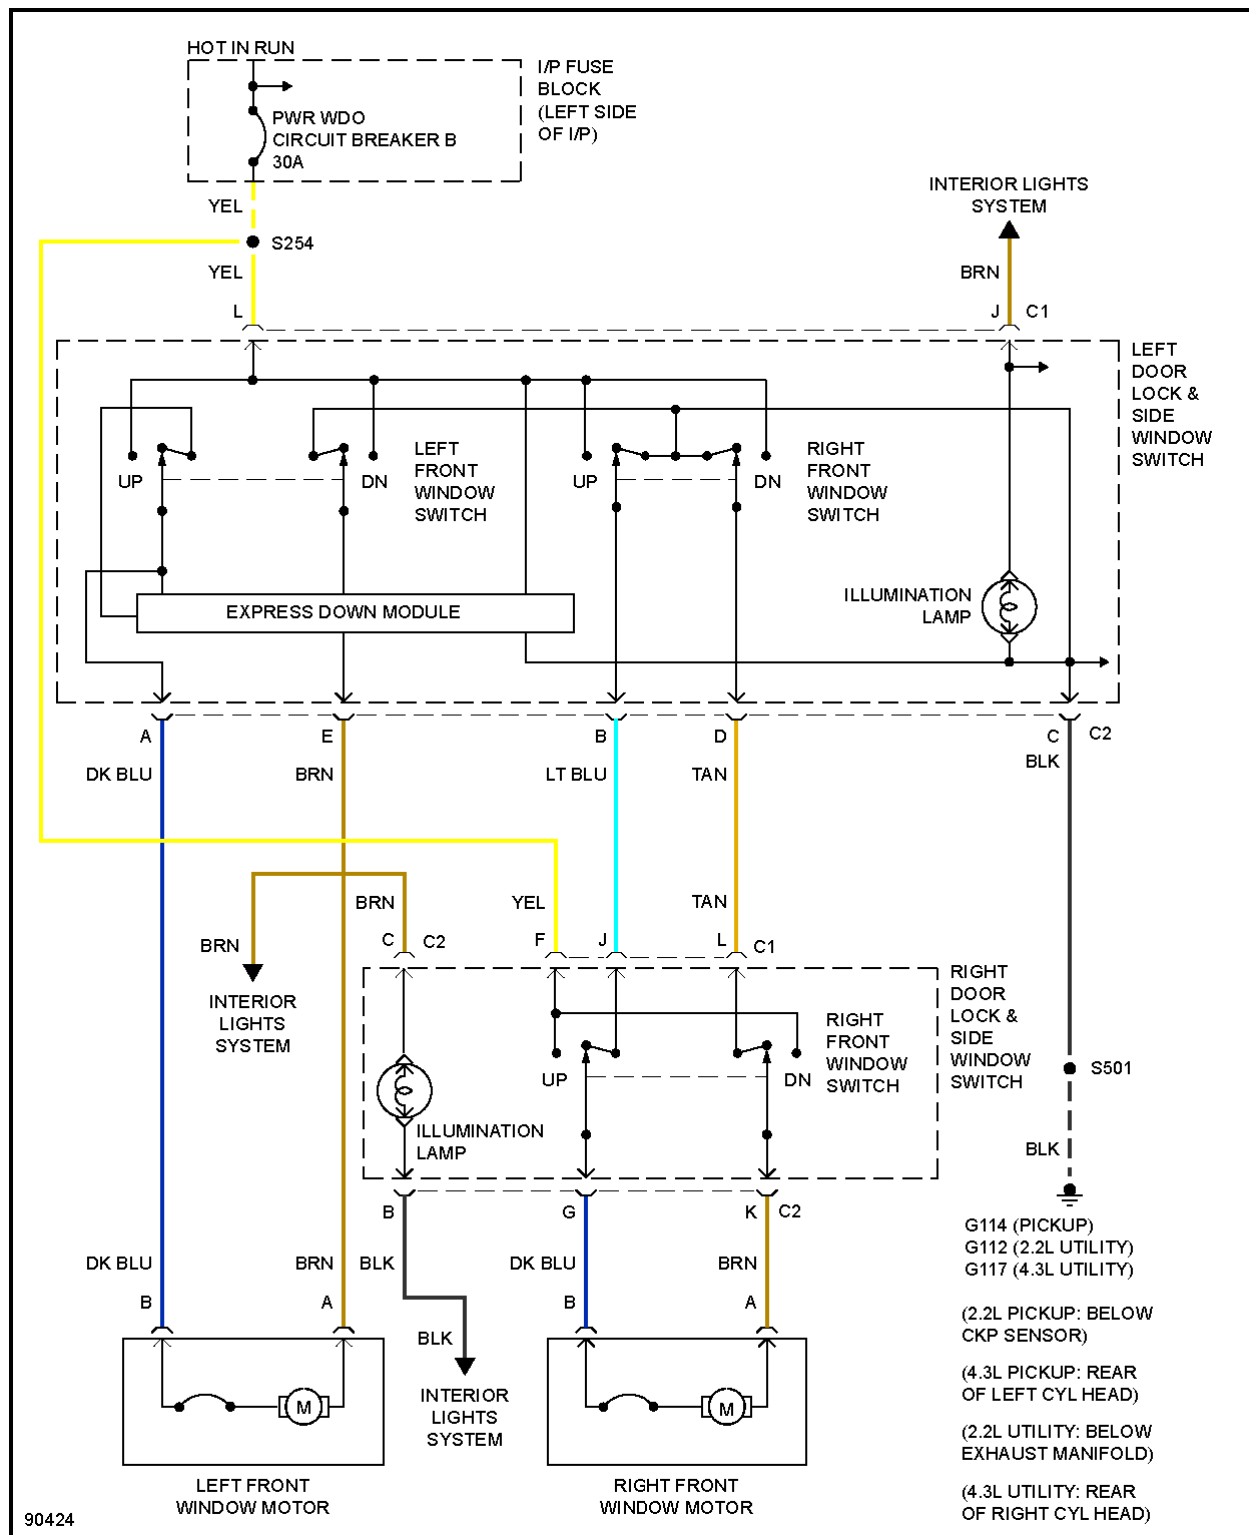 HOT IN RUN
I/P FUSE
BLOCK
(LEFT SIDE
OF I/P)
PWR WDO
CIRCUIT BREAKER B
30A
YEL
S254
YEL
L
INTERIOR LIGHTS
SYSTEM
BRN
J C1
LEFT
DOOR
LOCK &
SIDE
WINDOW
SWITCH
UP
DN
LEFT
FRONT
WINDOW
SWITCH
UP
DN
RIGHT
FRONT
WINDOW
SWITCH
EXPRESS DOWN MODULE
ILLUMINATION
LAMP
A
E
B
D
C C2
DK BLU
BRN
LT BLU
TAN
BLK
BRN
YEL
TAN
BRN
C C2
F
J
L C1
INTERIOR
LIGHTS
SYSTEM
RIGHT
DOOR
LOCK &
SIDE
WINDOW
SWITCH
RIGHT
FRONT
WINDOW
SWITCH
UP
DN
ILLUMINATION
LAMP
S501
BLK
B
G
K C2
DK BLU
BRN
BLK
DK BLU
BRN
B
A
B
A
BLK
INTERIOR
LIGHTS
SYSTEM
G114 (PICKUP)
G112 (2.2L UTILITY)
G117 (4.3L UTILITY)
(2.2L PICKUP: BELOW
CKP SENSOR)
(4.3L PICKUP: REAR
OF LEFT CYL HEAD)
(2.2L UTILITY: BELOW
EXHAUST MANIFOLD)
(4.3L UTILITY: REAR
OF RIGHT CYL HEAD)
M
M
LEFT FRONT
WINDOW MOTOR
RIGHT FRONT
WINDOW MOTOR
90424